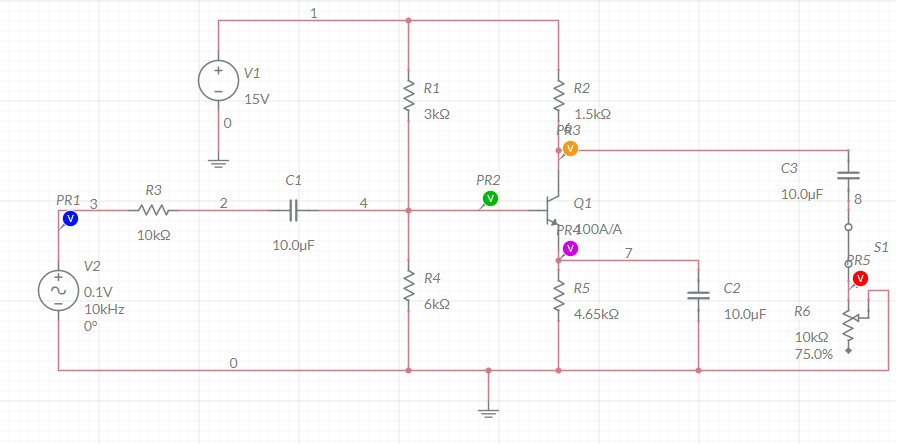 1
V1
15V
0
R1
3kΩ
R2
1.5kΩ
PR3
V
C3
10.0µF
8
PR1
V
3
R3
10kΩ
2
C1
10.0µF
4
PR2
V
Q1
100A/A
PR4
V
7
S1
PR5
V
V2
0.1V
10kHz
0°
R4
6kΩ
R5
4.65kΩ
C2
10.0µF
R6
10kΩ
75.0%
0